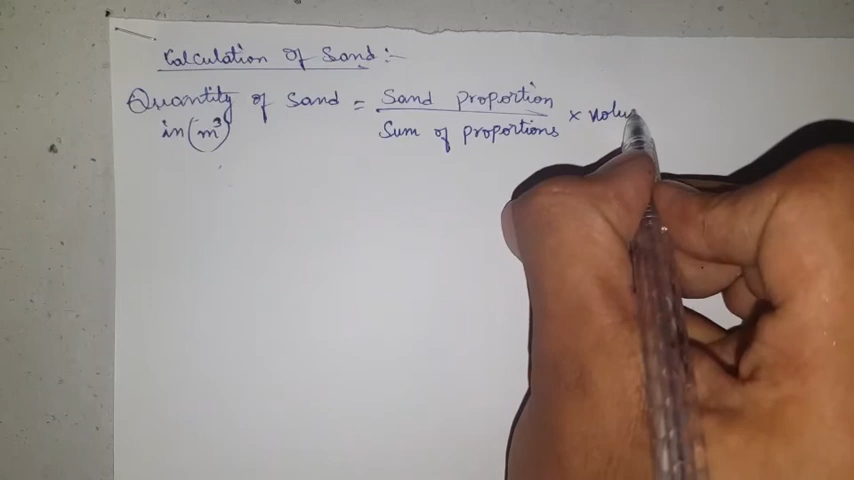 Calculation Of Sand :-
Quantity of Sand = Sand proportion
in (m³)
Sum of proportions × volu